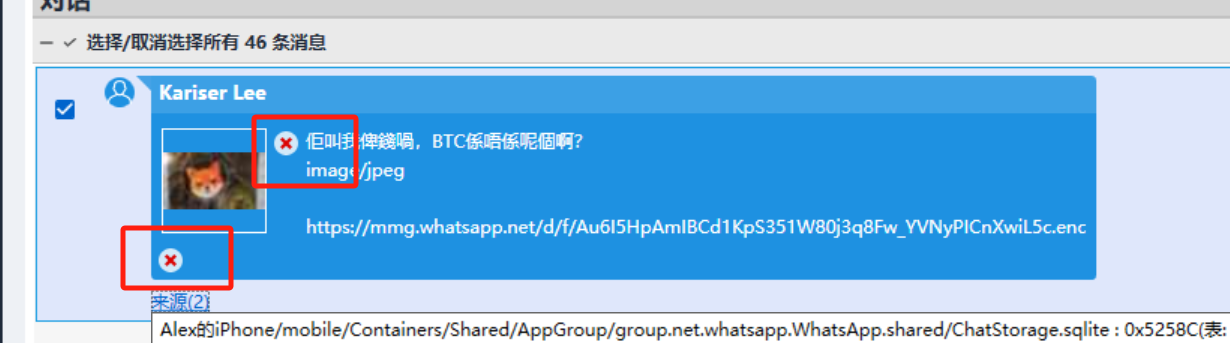 对话
选择/取消选择所有 46 条消息
Kariser Lee
佢叫我俾錢喎，BTC係唔係呢個啊？
image/jpeg
https://mmg.whatsapp.net/d/f/Au6I5HpAmIBCd1KpS351W80j3q8Fw_YVNyPICnXwiL5c.enc
来源(2)
Alex的iPhone/mobile/Containers/Shared/AppGroup/group.net.whatsapp.WhatsApp.shared/ChatStorage.sqlite : 0x5258C(表: